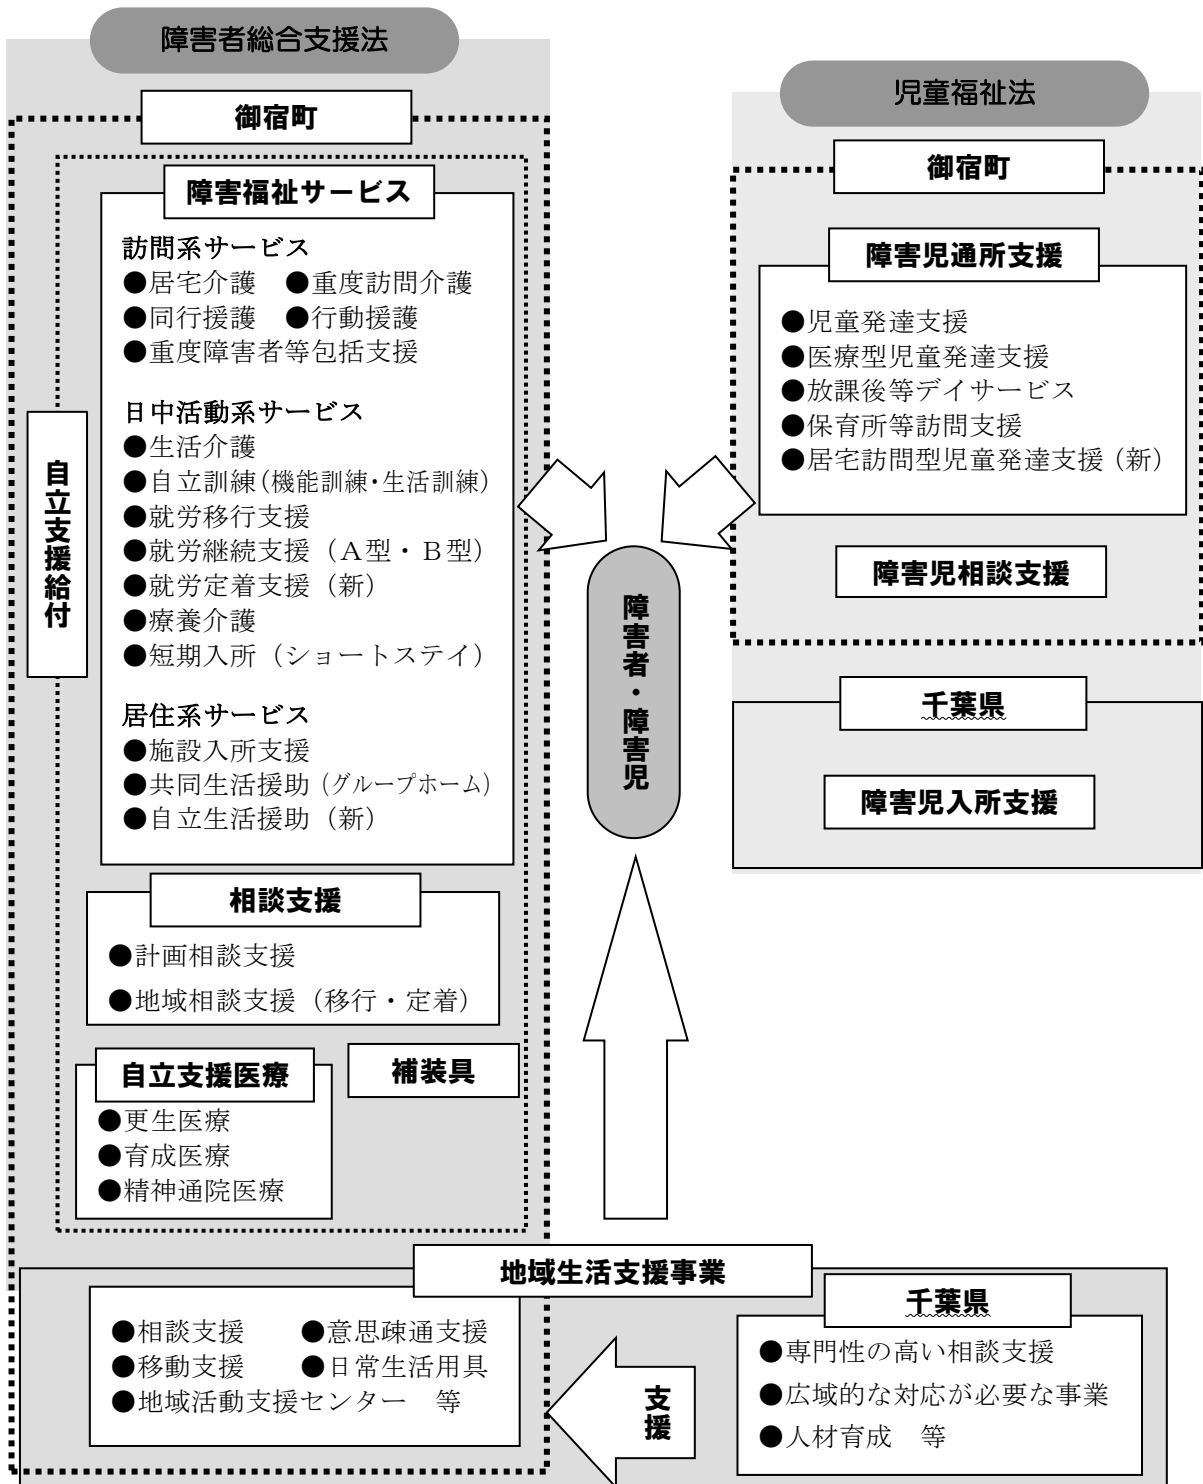 障害者総合支援法
御宿町
自立支援給付
障害福祉サービス
訪問系サービス
●居宅介護　●重度訪問介護
●同行援護　●行動援護
●重度障害者等包括支援
日中活動系サービス
●生活介護
●自立訓練(機能訓練・生活訓練)
●就労移行支援
●就労継続支援（Ａ型・Ｂ型）
●就労定着支援（新）
●療養介護
●短期入所（ショートステイ）
居住系サービス
●施設入所支援
●共同生活援助（グループホーム）
●自立生活援助（新）
相談支援
●計画相談支援
●地域相談支援（移行・定着）
自立支援医療
●更生医療
●育成医療
●精神通院医療
補装具
障害者・障害児
児童福祉法
御宿町
障害児通所支援
●児童発達支援
●医療型児童発達支援
●放課後等デイサービス
●保育所等訪問支援
●居宅訪問型児童発達支援（新）
障害児相談支援
千葉県
障害児入所支援
地域生活支援事業
●相談支援　●意思疎通支援
●移動支援　●日常生活用具
●地域活動支援センター　等
支援
千葉県
●専門性の高い相談支援
●広域的な対応が必要な事業
●人材育成　等